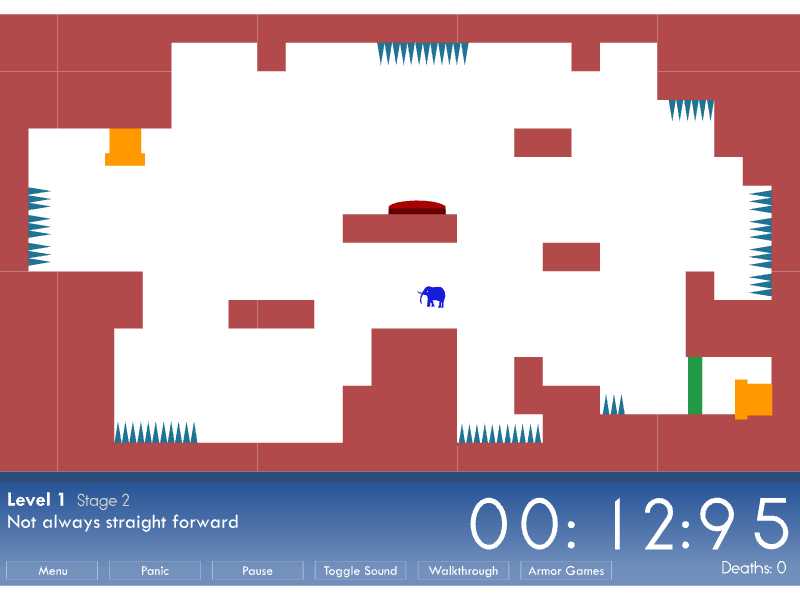 Level 1 Stage 2
Not always straight forward
00:12:95
Menu
Panic
Pause
Toggle Sound
Walkthrough
Armor Games
Deaths: 0